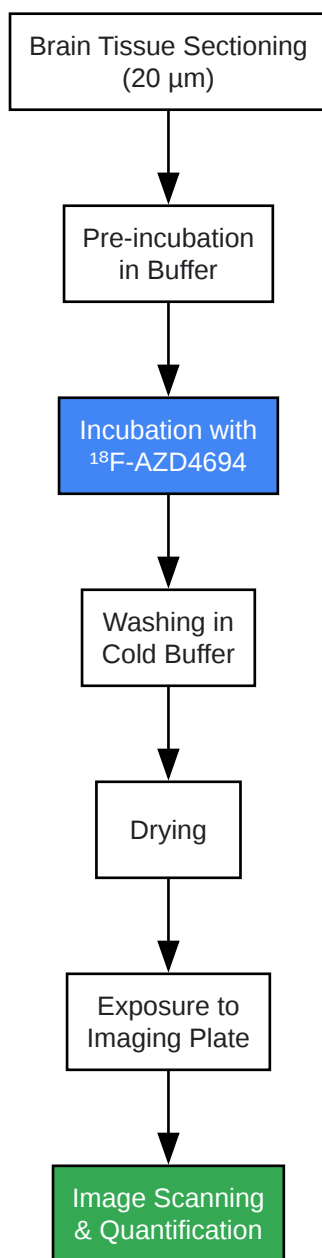 Brain Tissue Sectioning
(20 µm)
Pre-incubation
in Buffer
Incubation with
¹⁸F-AZD4694
Washing in
Cold Buffer
Drying
Exposure to
Imaging Plate
Image Scanning
& Quantification